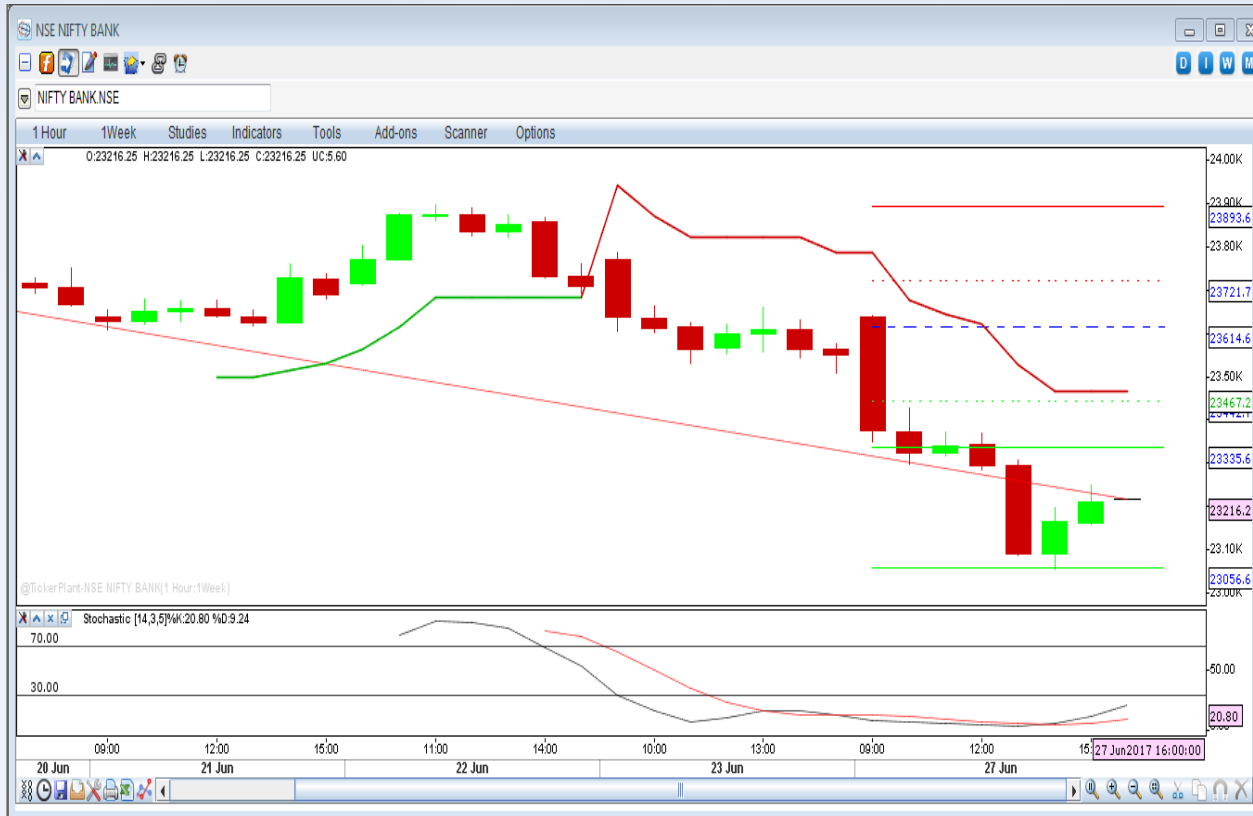 NSE NIFTY BANK
D I W M
NIFTY BANK.NSE
1 Hour 1Week Studies Indicators Tools Add-ons Scanner Options
O:23216.25 H:23216.25 L:23216.25 C:23216.25 UC:5.60
24.00K
23.90K
23893.6
23.80K
23721.7
23614.6
23.50K
23467.2
23335.6
23216.2
23.10K
23056.6
23.00K
@TickerPlant-NSE NIFTY BANK(1 Hour:1Week)
Stochastic [14,3,5]%K:20.80 %D:9.24
70.00
50.00
30.00
20.80
09:00 12:00 15:00 11:00 14:00 10:00 13:00 09:00 12:00 15: 27 Jun2017 16:00:00
20 Jun 21 Jun 22 Jun 23 Jun 27 Jun